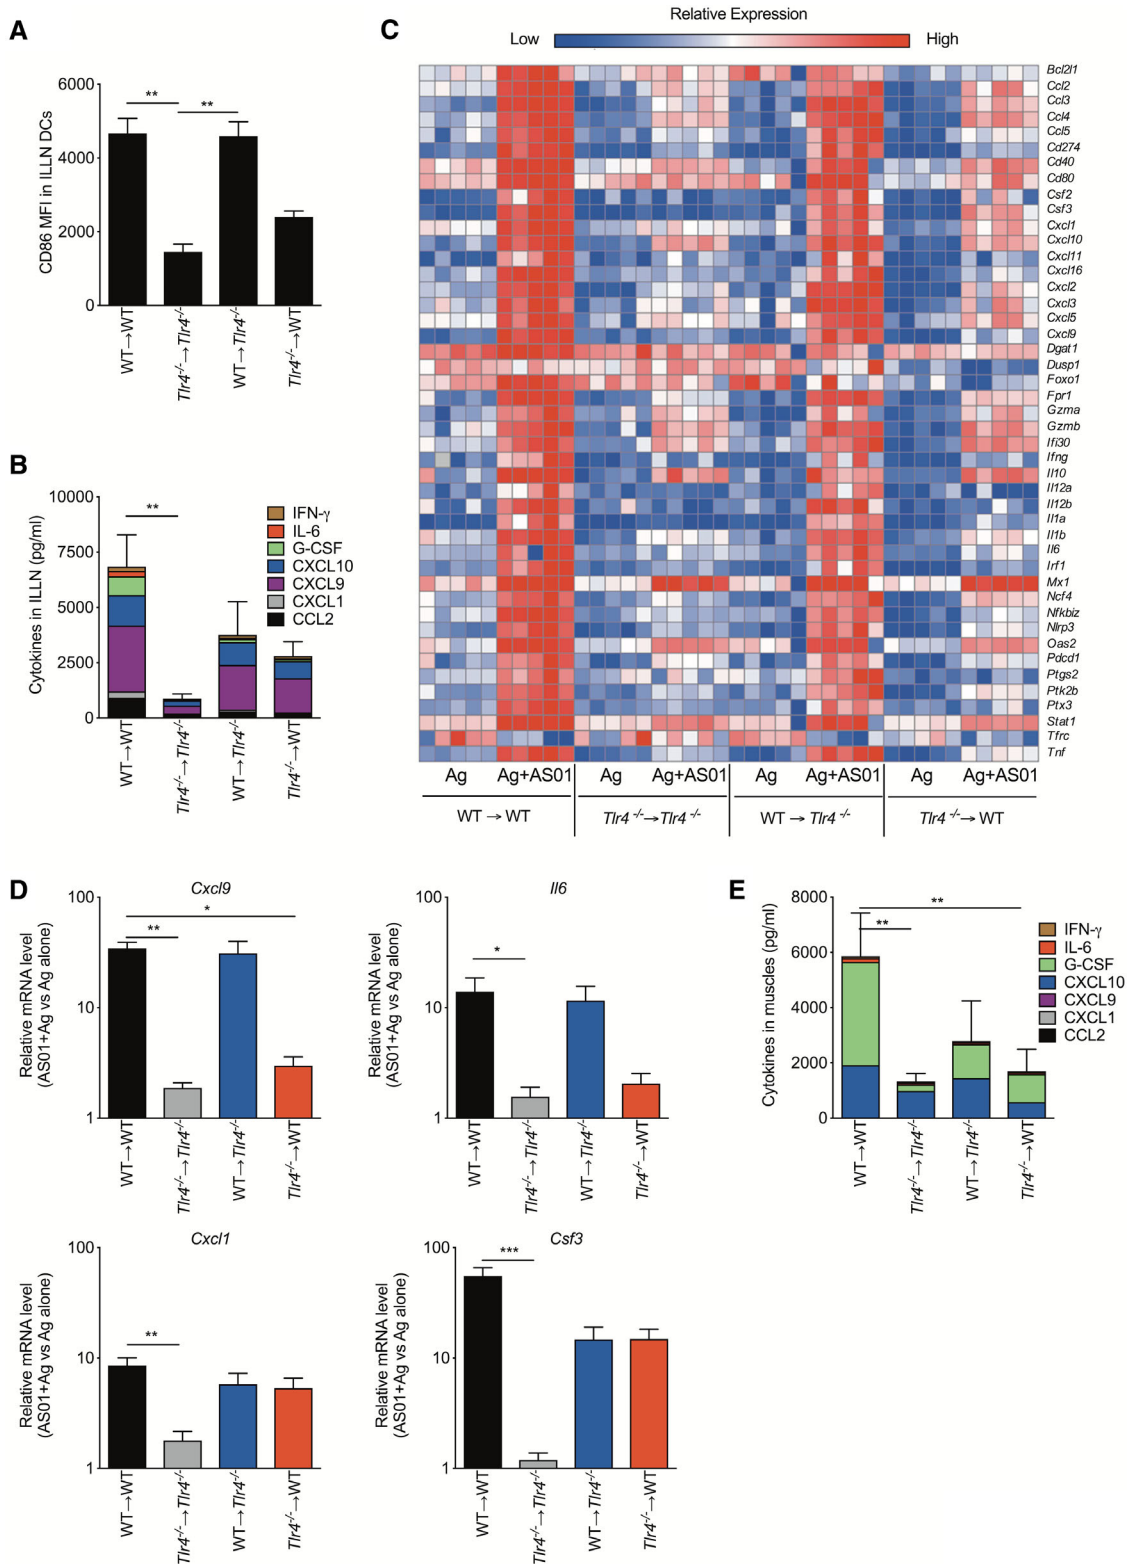 A
CD86 MFI in ILLN DCs
6000
4000
2000
0
**
**
WT→WT
Tlr4-/-→Tlr4-/-
WT→Tlr4-/-
Tlr4-/-→WT
B
Cytokines in ILLN (pg/ml)
10000
7500
5000
2500
0
**
IFN-γ
IL-6
G-CSF
CXCL10
CXCL9
CXCL1
CCL2
WT→WT
Tlr4-/-→Tlr4-/-
WT→Tlr4-/-
Tlr4-/-→WT
C
Relative Expression
Low
High
Bcl2l1
Ccl2
Ccl3
Ccl4
Ccl5
Cd274
Cd40
Cd80
Csf2
Csf3
Cxcl1
Cxcl10
Cxcl11
Cxcl16
Cxcl2
Cxcl3
Cxcl5
Cxcl9
Dgat1
Dusp1
Foxo1
Fpr1
Gzma
Gzmb
Ifi30
Ifng
Il10
Il12a
Il12b
Il1a
Il1b
Il6
Irf1
Mx1
Ncf4
Nfkbiz
Nlrp3
Oas2
Pdcd1
Ptgs2
Ptk2b
Ptx3
Stat1
Tfrc
Tnf
Ag Ag+AS01 Ag Ag+AS01 Ag Ag+AS01 Ag Ag+AS01
WT → WT Tlr4 -/-→Tlr4 -/- WT → Tlr4 -/- Tlr4 -/-→ WT
D
Cxcl9
Relative mRNA level
(AS01+Ag vs Ag alone)
100
10
1
*
**
WT→WT
Tlr4-/-→Tlr4-/-
WT→Tlr4-/-
Tlr4-/-→WT
Il6
Relative mRNA level
(AS01+Ag vs Ag alone)
100
10
1
*
WT→WT
Tlr4-/-→Tlr4-/-
WT→Tlr4-/-
Tlr4-/-→WT
E
Cytokines in muscles (pg/ml)
8000
6000
4000
2000
0
**
**
IFN-γ
IL-6
G-CSF
CXCL10
CXCL9
CXCL1
CCL2
WT→WT
Tlr4-/-→Tlr4-/-
WT→Tlr4-/-
Tlr4-/-→WT
Cxcl1
Relative mRNA level
(AS01+Ag vs Ag alone)
100
10
1
**
WT→WT
Tlr4-/-→Tlr4-/-
WT→Tlr4-/-
Tlr4-/-→WT
Csf3
Relative mRNA level
(AS01+Ag vs Ag alone)
100
10
1
***
WT→WT
Tlr4-/-→Tlr4-/-
WT→Tlr4-/-
Tlr4-/-→WT